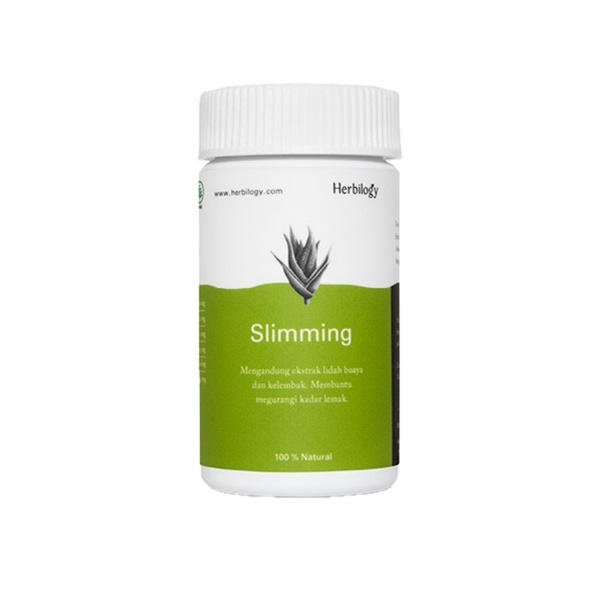 www.herbilogy.com
Herbilogy
Slimming
Mengandung ekstrak lidah buaya
dan kelembak. Membantu
megurangi kadar lemak.
100 % Natural